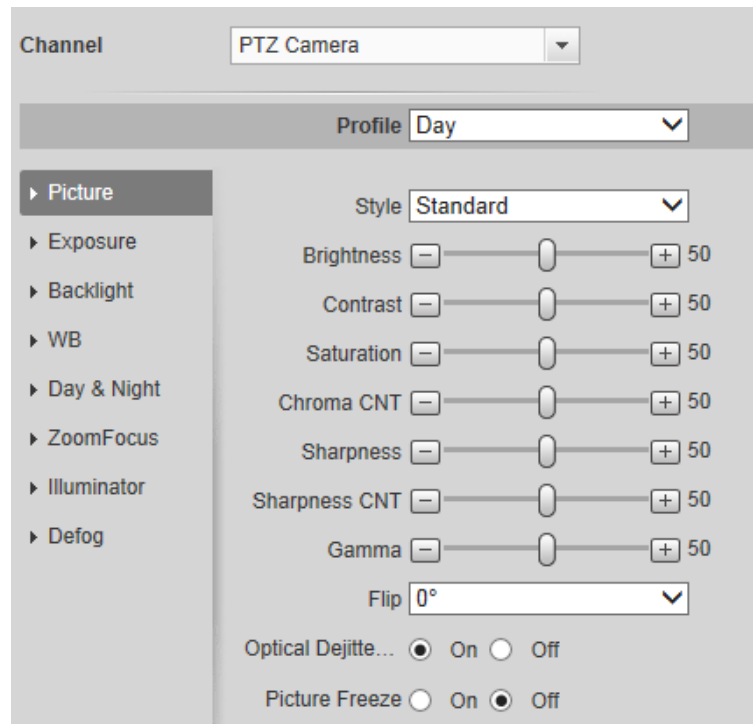 Channel PTZ Camera
Profile Day
Picture
Style Standard
Exposure
Brightness 50
Backlight
Contrast 50
WB
Saturation 50
Day & Night
Chroma CNT 50
ZoomFocus
Sharpness 50
Illuminator
Sharpness CNT 50
Defog
Gamma 50
Flip 0°
Optical Dejitte... On Off
Picture Freeze On Off